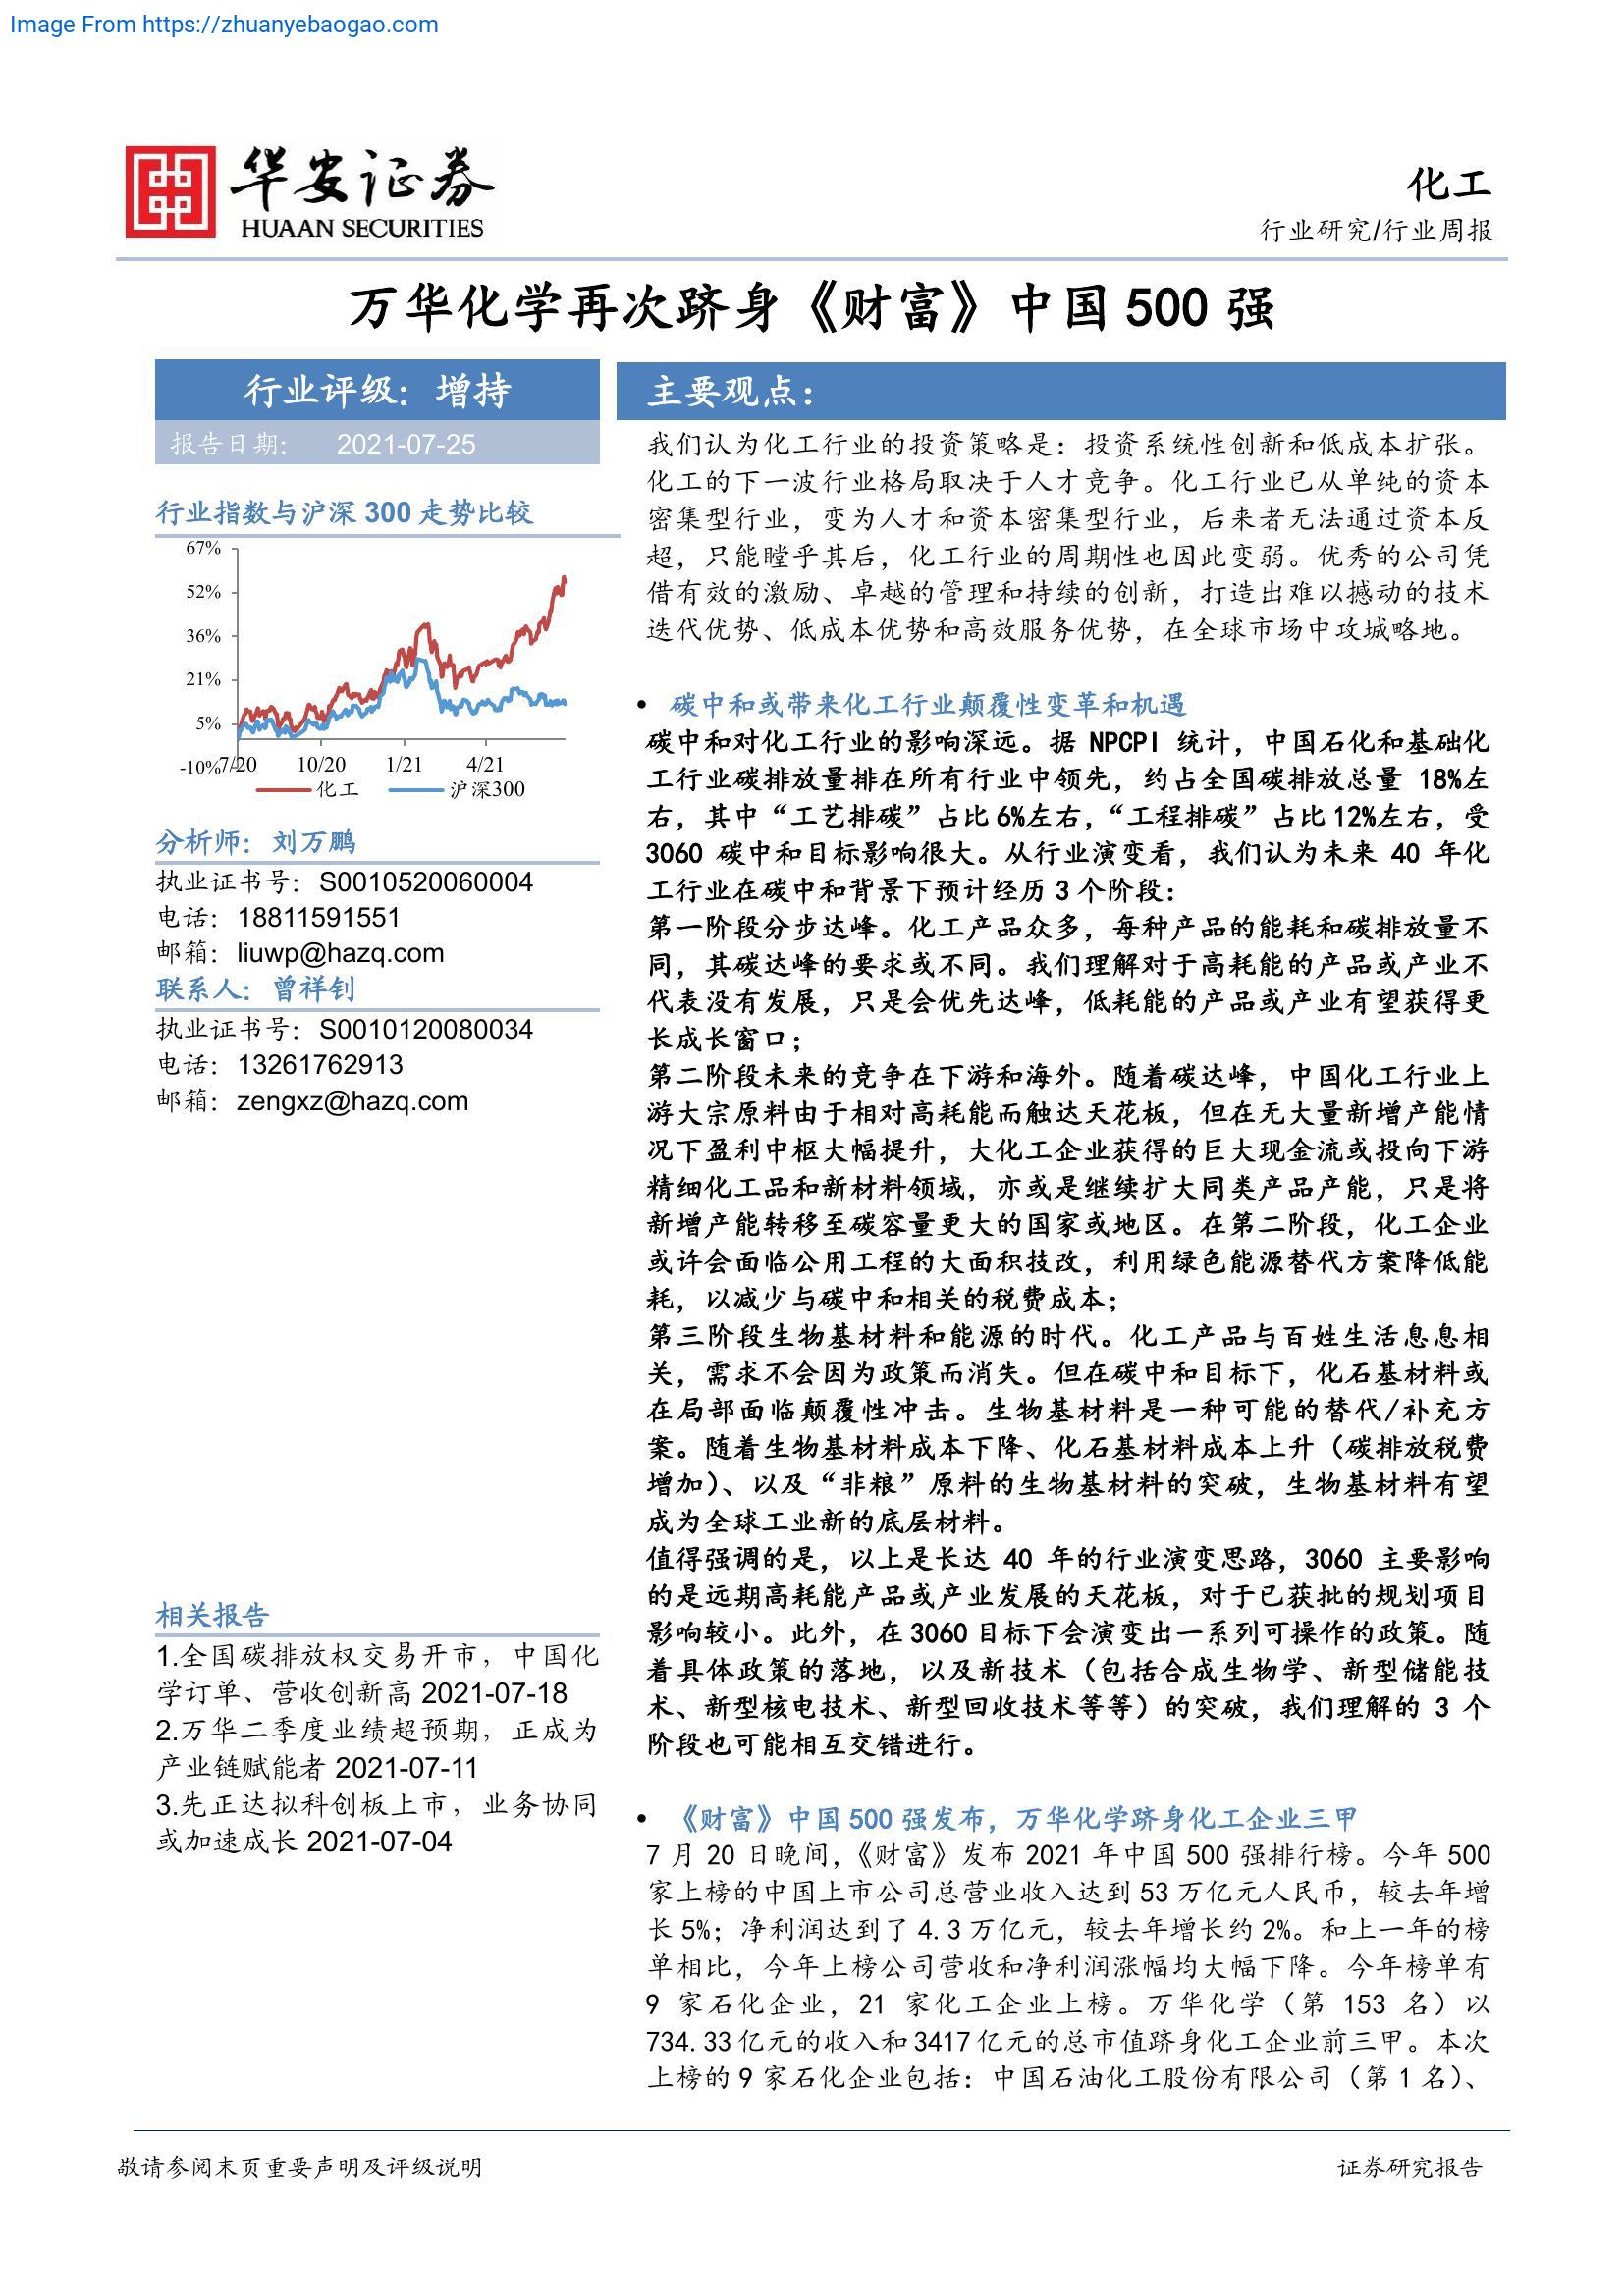 Image From https://zhuanyebaogao.com
华安证券
HUAAN SECURITIES
化工
行业研究/行业周报
万华化学再次跻身《财富》中国 500 强
行业评级：增持
报告日期： 2021-07-25
行业指数与沪深 300 走势比较
67%
52%
36%
21%
5%
-10%
7/20 10/20 1/21 4/21
化工 沪深300
分析师：刘万鹏
执业证书号：S0010520060004
电话：18811591551
邮箱：liuwp@hazq.com
联系人：曾祥钊
执业证书号：S0010120080034
电话：13261762913
邮箱：zengxz@hazq.com
相关报告
1.全国碳排放权交易开市，中国化
学订单、营收创新高 2021-07-18
2.万华二季度业绩超预期，正成为
产业链赋能者 2021-07-11
3.先正达拟科创板上市，业务协同
或加速成长 2021-07-04
主要观点：
我们认为化工行业的投资策略是：投资系统性创新和低成本扩张。
化工的下一波行业格局取决于人才竞争。化工行业已从单纯的资本
密集型行业，变为人才和资本密集型行业，后来者无法通过资本反
超，只能瞠乎其后，化工行业的周期性也因此变弱。优秀的公司凭
借有效的激励、卓越的管理和持续的创新，打造出难以撼动的技术
迭代优势、低成本优势和高效服务优势，在全球市场中攻城略地。
• 碳中和或带来化工行业颠覆性变革和机遇
碳中和对化工行业的影响深远。据 NPCPI 统计，中国石化和基础化
工行业碳排放量排在所有行业中领先，约占全国碳排放总量 18%左
右，其中“工艺排碳”占比 6%左右，“工程排碳”占比 12%左右，受
3060 碳中和目标影响很大。从行业演变看，我们认为未来 40 年化
工行业在碳中和背景下预计经历 3 个阶段：
第一阶段分步达峰。化工产品众多，每种产品的能耗和碳排放量不
同，其碳达峰的要求或不同。我们理解对于高耗能的产品或产业不
代表没有发展，只是会优先达峰，低耗能的产品或产业有望获得更
长成长窗口；
第二阶段未来的竞争在下游和海外。随着碳达峰，中国化工行业上
游大宗原料由于相对高耗能而触达天花板，但在无大量新增产能情
况下盈利中枢大幅提升，大化工企业获得的巨大现金流或投向下游
精细化工品和新材料领域，亦或是继续扩大同类产品产能，只是将
新增产能转移至碳容量更大的国家或地区。在第二阶段，化工企业
或许会面临公用工程的大面积技改，利用绿色能源替代方案降低能
耗，以减少与碳中和相关的税费成本；
第三阶段生物基材料和能源的时代。化工产品与百姓生活息息相
关，需求不会因为政策而消失。但在碳中和目标下，化石基材料或
在局部面临颠覆性冲击。生物基材料是一种可能的替代/补充方
案。随着生物基材料成本下降、化石基材料成本上升（碳排放税费
增加）、以及“非粮”原料的生物基材料的突破，生物基材料有望
成为全球工业新的底层材料。
值得强调的是，以上是长达 40 年的行业演变思路，3060 主要影响
的是远期高耗能产品或产业发展的天花板，对于已获批的规划项目
影响较小。此外，在 3060 目标下会演变出一系列可操作的政策。随
着具体政策的落地，以及新技术（包括合成生物学、新型储能技
术、新型核电技术、新型回收技术等等）的突破，我们理解的 3 个
阶段也可能相互交错进行。
• 《财富》中国 500 强发布，万华化学跻身化工企业三甲
7 月 20 日晚间，《财富》发布 2021 年中国 500 强排行榜。今年 500
家上榜的中国上市公司总营业收入达到 53 万亿元人民币，较去年增
长 5%；净利润达到了 4.3 万亿元，较去年增长约 2%。和上一年的榜
单相比，今年上榜公司营收和净利润涨幅均大幅下降。今年榜单有
9 家石化企业，21 家化工企业上榜。万华化学（第 153 名）以
734.33 亿元的收入和 3417 亿元的总市值跻身化工企业前三甲。本次
上榜的 9 家石化企业包括：中国石油化工股份有限公司（第 1 名）、
敬请参阅末页重要声明及评级说明
证券研究报告